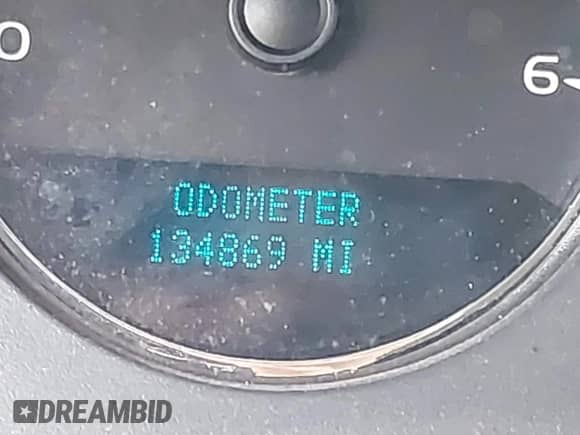 0
6
ODOMETER
134869 MI
DREAMBID